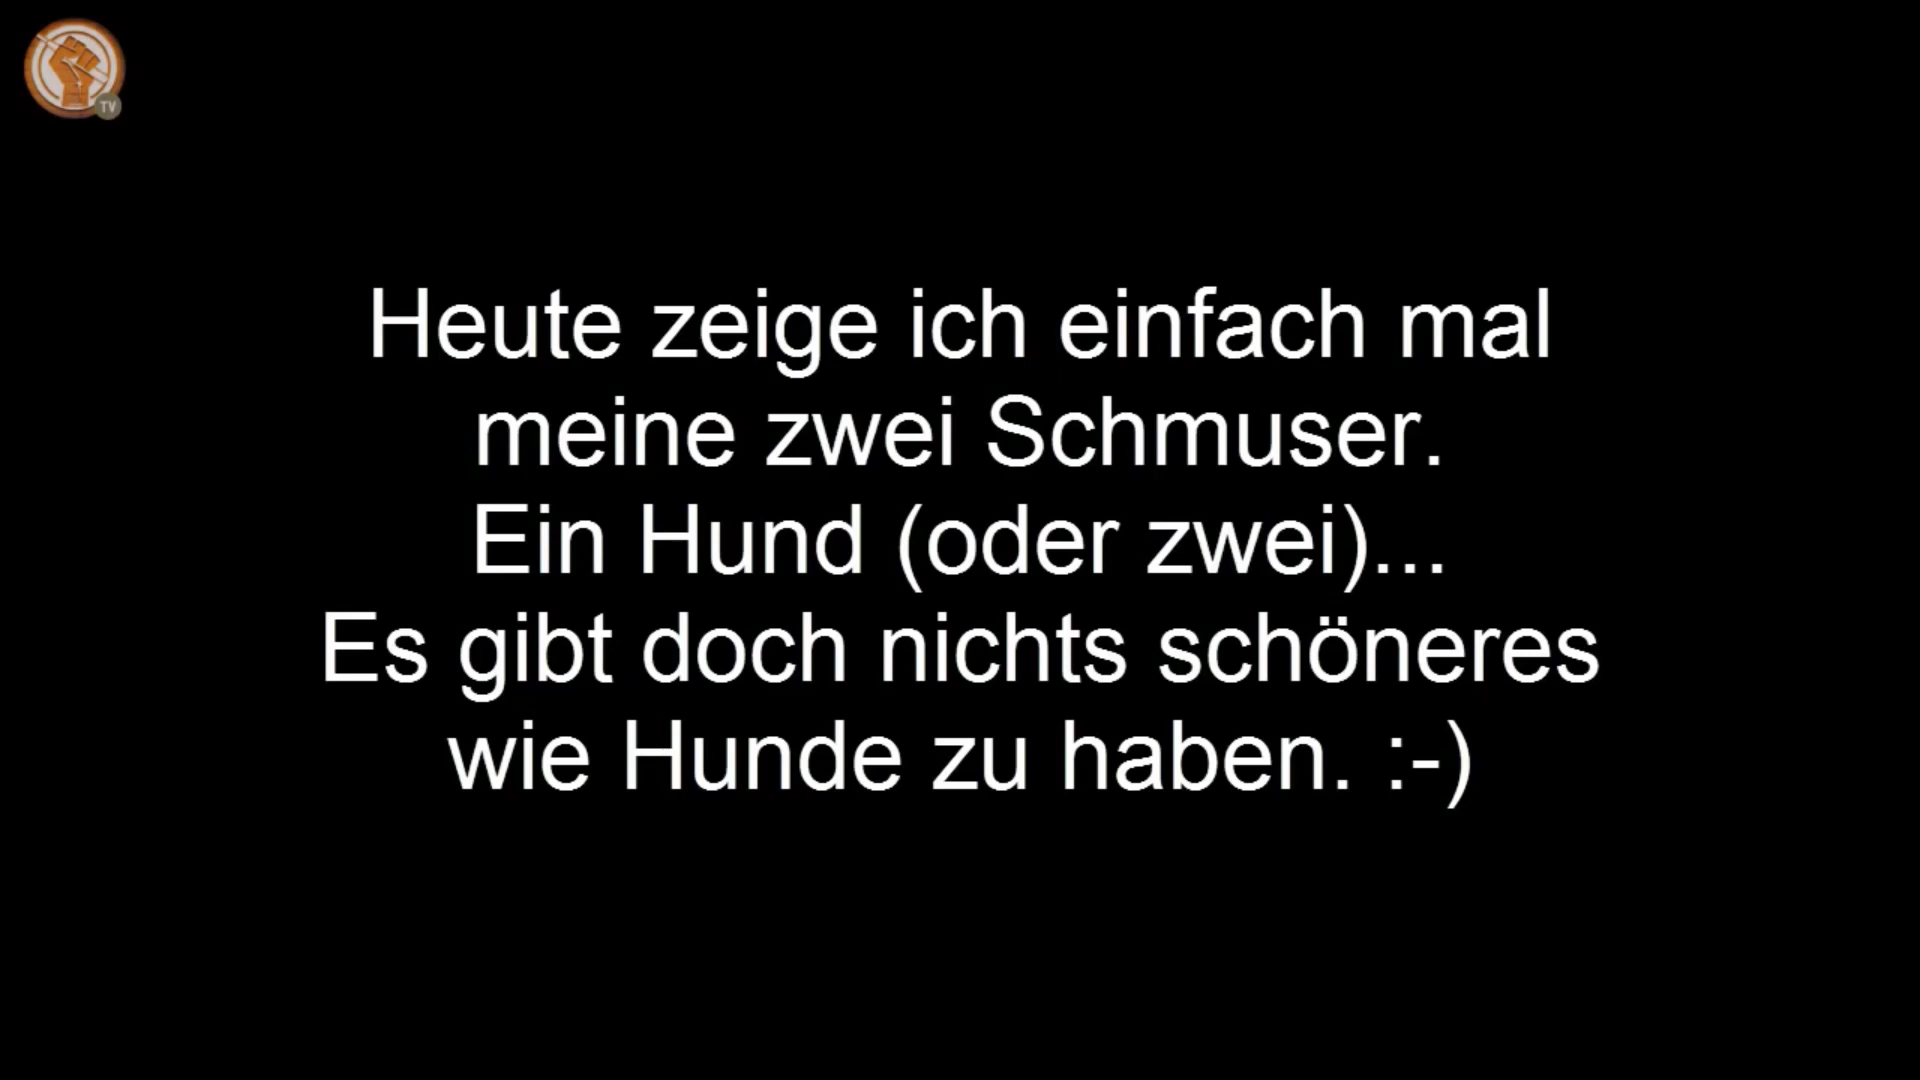 TV
Heute zeige ich einfach mal
meine zwei Schmuser.
Ein Hund (oder zwei)...
Es gibt doch nichts schöneres
wie Hunde zu haben. :-)